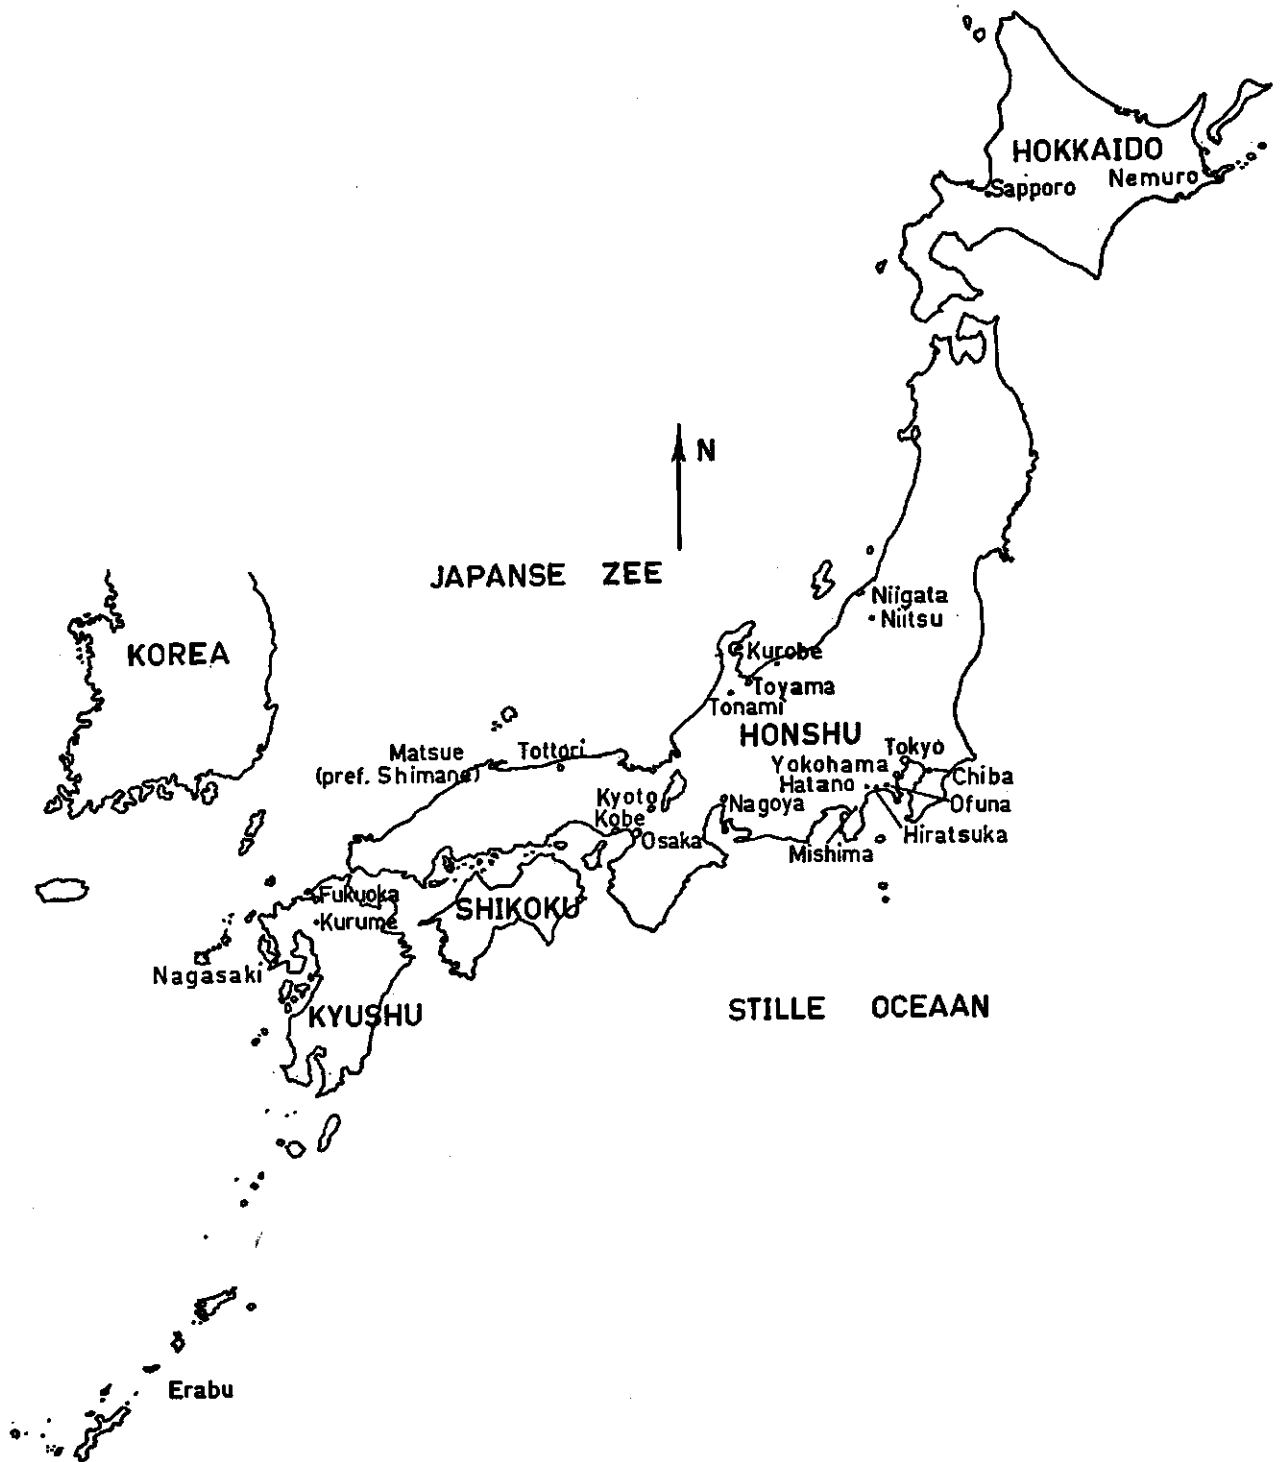 HOKKAIDO
Nemuro
Sapporo
N
JAPANSE ZEE
Niigata
Niitsu
KOREA
Kurobe
Toyama
Tonami
HONSHU
Tokyo
Matsue
(pref. Shimane)
Tottori
Yokohama
Chiba
Hatano
Ofuna
Kyoto
Nagoya
Kobe
Hiratsuka
Osaka
Mishima
Fukuoka
SHIKOKU
Kurume
Nagasaki
KYUSHU
STILLE OCEAAN
Erabu